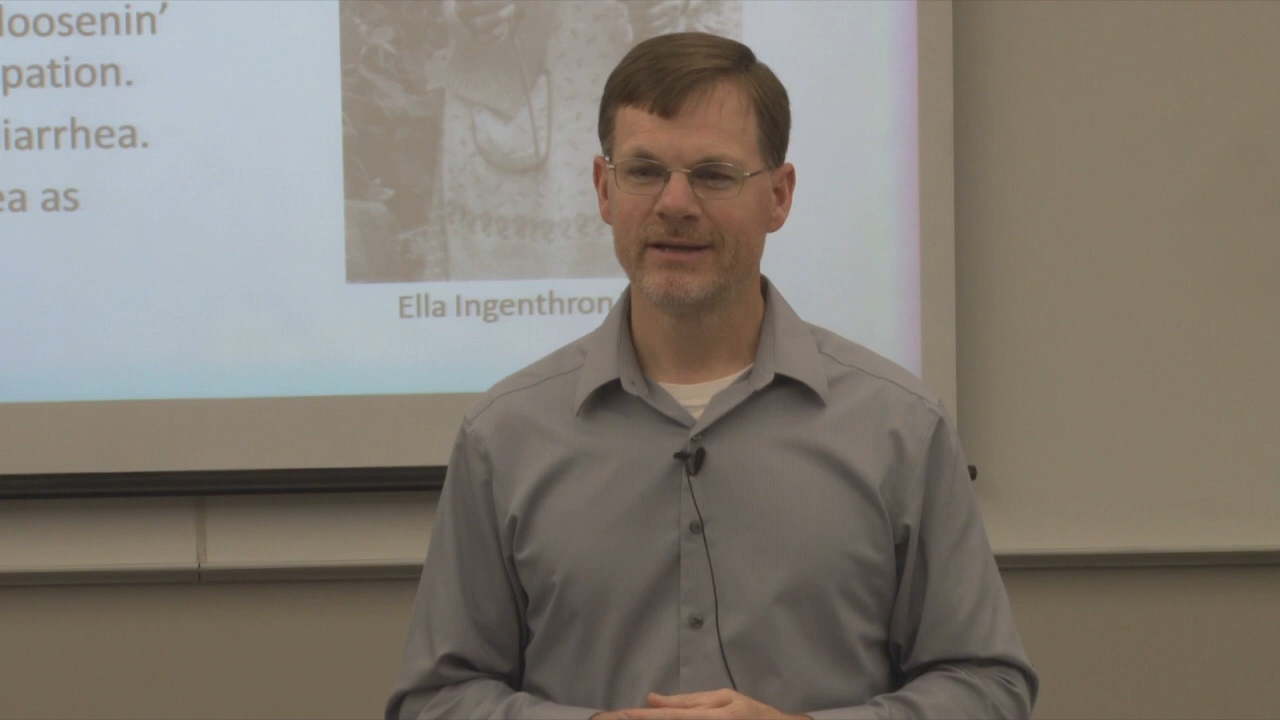 loosenin’
pation.
iarrhea.
ea as
Ella Ingenthron